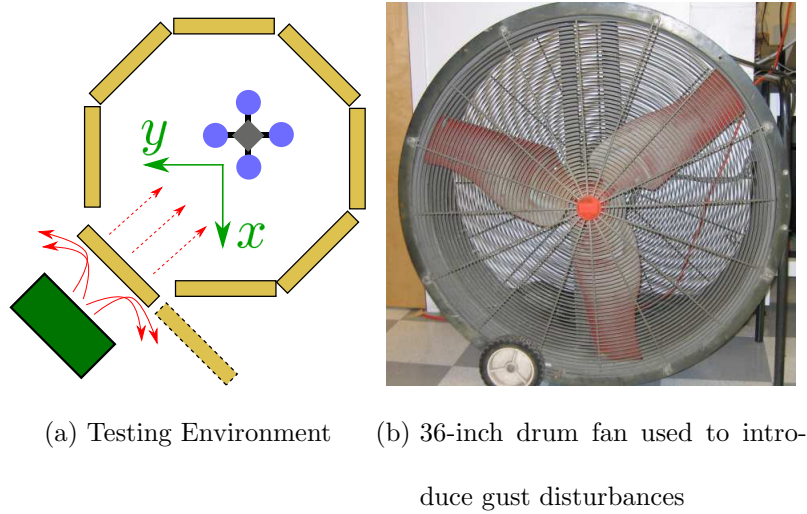 y
x
(a) Testing Environment
(b) 36-inch drum fan used to intro-
duce gust disturbances